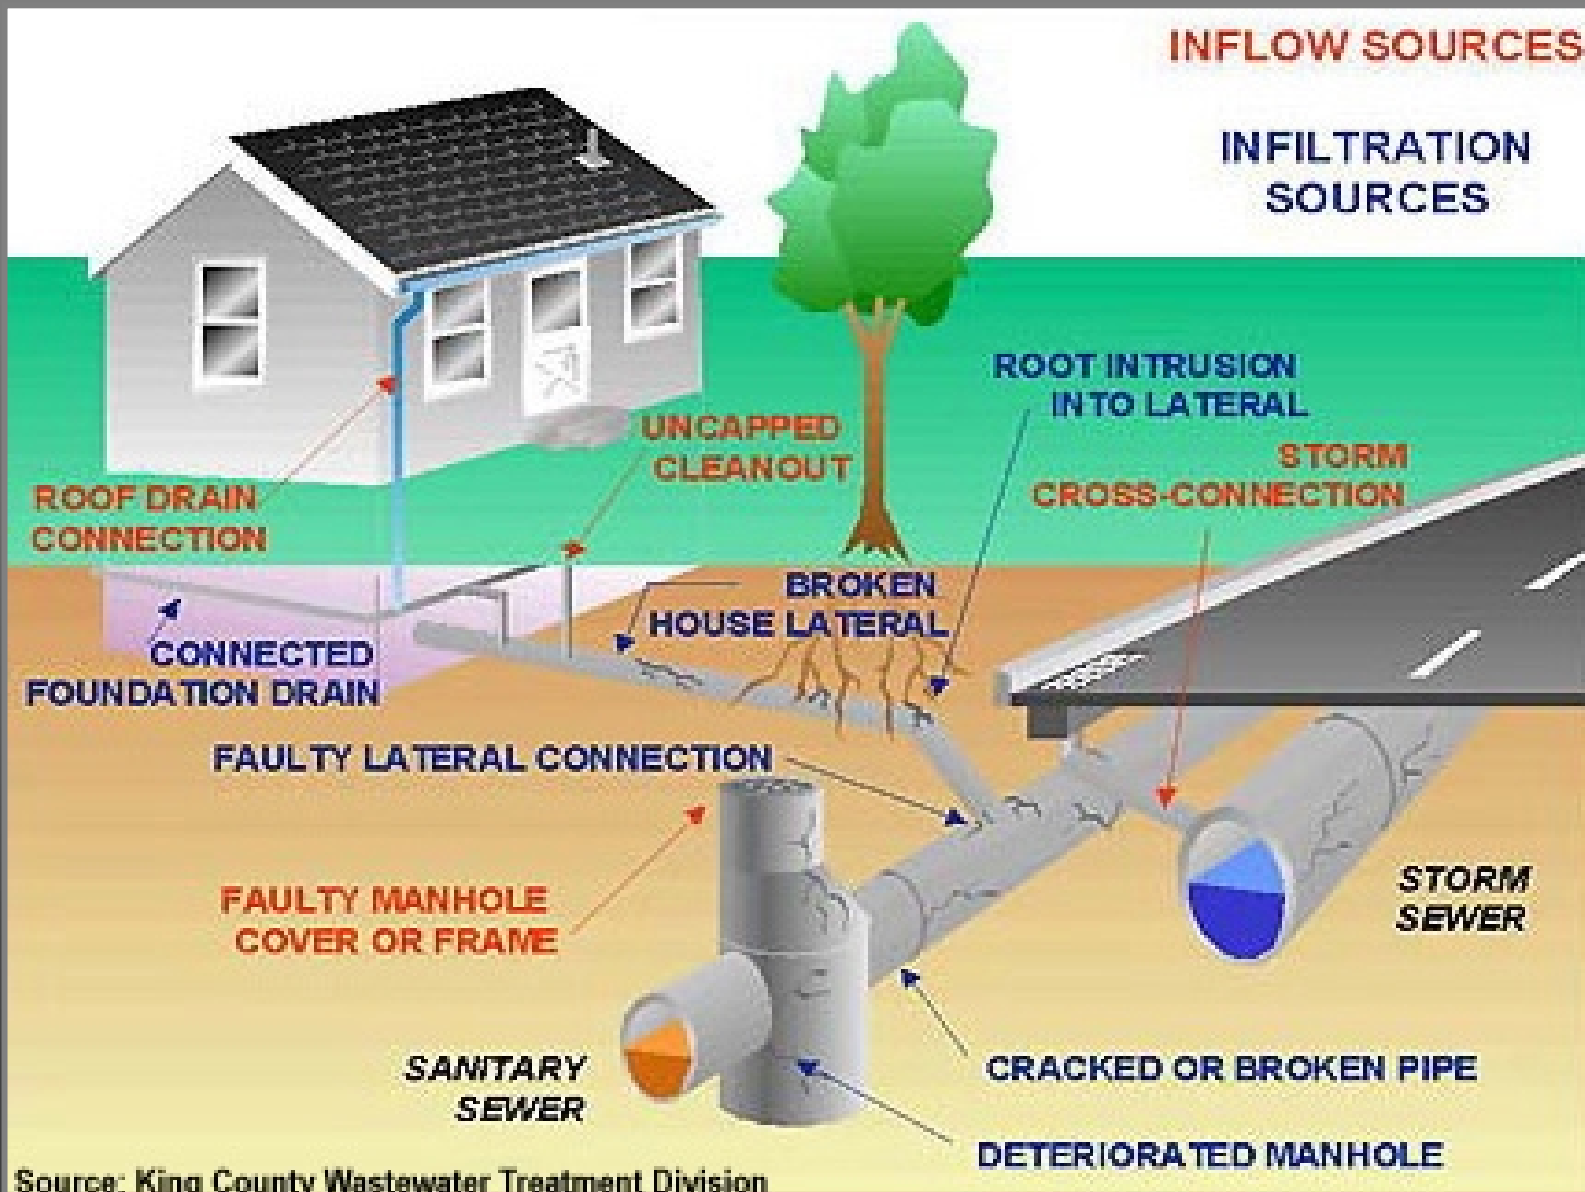 INFLOW SOURCES
INFILTRATION
SOURCES
ROOT INTRUSION
INTO LATERAL
UNCAPPED
CLEANOUT
STORM
CROSS-CONNECTION
ROOF DRAIN
CONNECTION
BROKEN
HOUSE LATERAL
CONNECTED
FOUNDATION DRAIN
FAULTY LATERAL CONNECTION
FAULTY MANHOLE
COVER OR FRAME
STORM
SEWER
SANITARY
SEWER
CRACKED OR BROKEN PIPE
DETERIORATED MANHOLE
Source: King County Wastewater Treatment Division